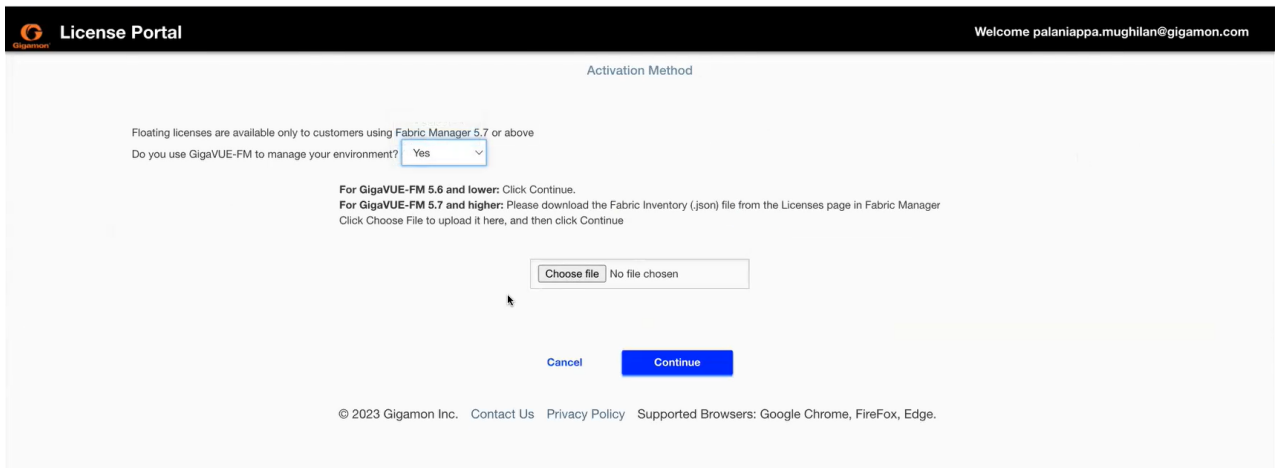 Gigamon
License Portal
Welcome palaniappa.mughilan@gigamon.com
Activation Method
Floating licenses are available only to customers using Fabric Manager 5.7 or above
Do you use GigaVUE-FM to manage your environment? Yes
For GigaVUE-FM 5.6 and lower: Click Continue.
For GigaVUE-FM 5.7 and higher: Please download the Fabric Inventory (.json) file from the Licenses page in Fabric Manager
Click Choose File to upload it here, and then click Continue
Choose file No file chosen
Cancel Continue
© 2023 Gigamon Inc. Contact Us Privacy Policy Supported Browsers: Google Chrome, FireFox, Edge.